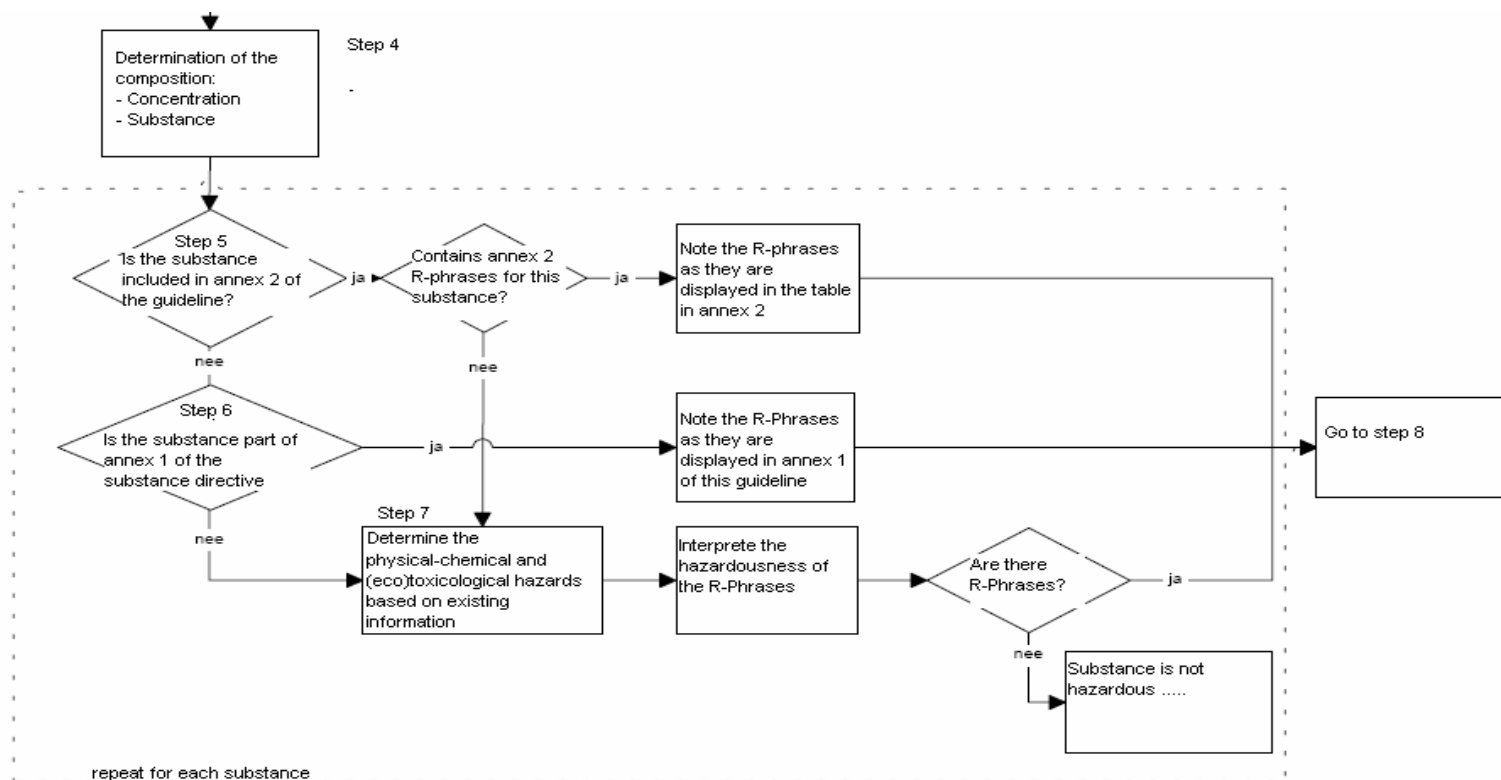 Step 4
Determination of the
composition:
- Concentration
- Substance
-
Step 5
Is the substance
included in annex 2 of
the guideline?
ja
Contains annex 2
R-phrases for this
substance?
ja
Note the R-phrases
as they are
displayed in the table
in annex 2
nee
nee
Step 6
Is the substance part of
annex 1 of the
substance directive
ja
Note the R-Phrases
as they are
displayed in annex 1
of this guideline
Go to step 8
nee
Step 7
Determine the
physical-chemical and
(eco)toxicological hazards
based on existing
information
Interprete the
hazardousness of
the R-Phrases
Are there
R-Phrases?
ja
nee
Substance is not
hazardous .....
repeat for each substance